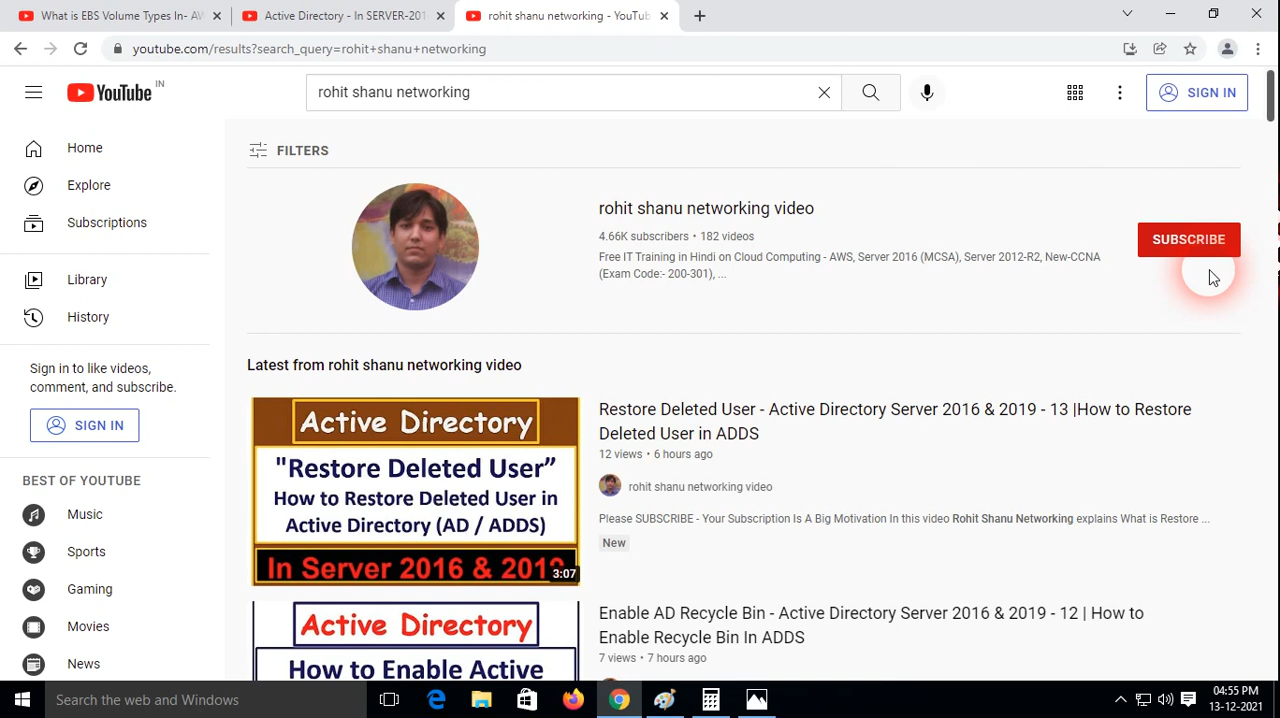 What is EBS Volume Types In- AW
Active Directory - In SERVER-201
rohit shanu networking - YouTub
youtube.com/results?search_query=rohit+shanu+networking
YouTube IN
rohit shanu networking
SIGN IN
Home
Explore
Subscriptions
Library
History
Sign in to like videos,
comment, and subscribe.
SIGN IN
BEST OF YOUTUBE
Music
Sports
Gaming
Movies
News
FILTERS
rohit shanu networking video
4.66K subscribers • 182 videos
Free IT Training in Hindi on Cloud Computing - AWS, Server 2016 (MCSA), Server 2012-R2, New-CCNA
(Exam Code:- 200-301), ...
SUBSCRIBE
Latest from rohit shanu networking video
Active Directory
"Restore Deleted User”
How to Restore Deleted User in
Active Directory (AD / ADDS)
In Server 2016 & 2019
3:07
Restore Deleted User - Active Directory Server 2016 & 2019 - 13 |How to Restore
Deleted User in ADDS
12 views • 6 hours ago
rohit shanu networking video
Please SUBSCRIBE - Your Subscription Is A Big Motivation In this video Rohit Shanu Networking explains What is Restore ...
New
Active Directory
How to Enable Active
Enable AD Recycle Bin - Active Directory Server 2016 & 2019 - 12 | How to
Enable Recycle Bin In ADDS
7 views • 7 hours ago
Search the web and Windows
04:55 PM
13-12-2021